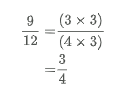 9/12 = (3 × 3)/(4 × 3)
= 3/4